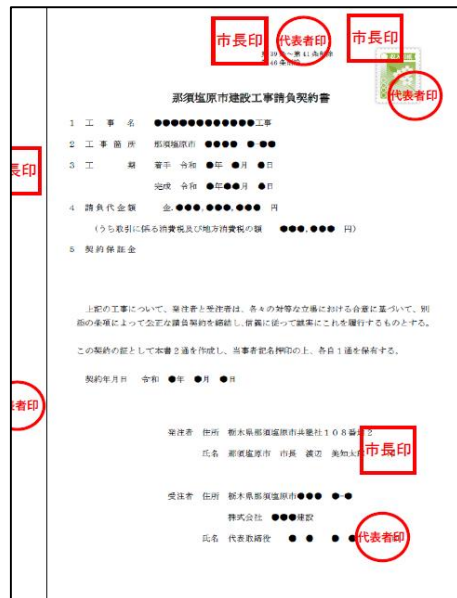 市長印
代表者印
市長印
代表者印
那須塩原市建設工事請負契約書
1 工事名 ●●●●●●●●●●●●工事
2 工事箇所 那須塩原市 ●●●● ●-●●
3 工期 着手 令和 ●年 ●月 ●日
完成 令和 ●年●●月 ●日
4 請負代金額 金,●●●,●●●,●●● 円
(うち取引に係る消費税及び地方消費税の額 ●●●,●●● 円)
5 契約保証金
長印
上記の工事について、発注者と受注者は、各々の対等な立場における合意に基づいて、別
添の条項によって公正な請負契約を締結し、信義に従って誠実にこれを履行するものとする。
この契約の証として本書2通を作成し、当事者記名押印の上、各自1通を保有する。
契約年月日 令和 ●年 ●月 ●日
者印
発注者 住所 栃木県那須塩原市共墾社108番地2
氏名 那須塩原市 市長 渡辺 美知太郎
市長印
受注者 住所 栃木県那須塩原市●●● ●-●
株式会社 ●●●建設
氏名 代表取締役 ● ● ● ●
代表者印